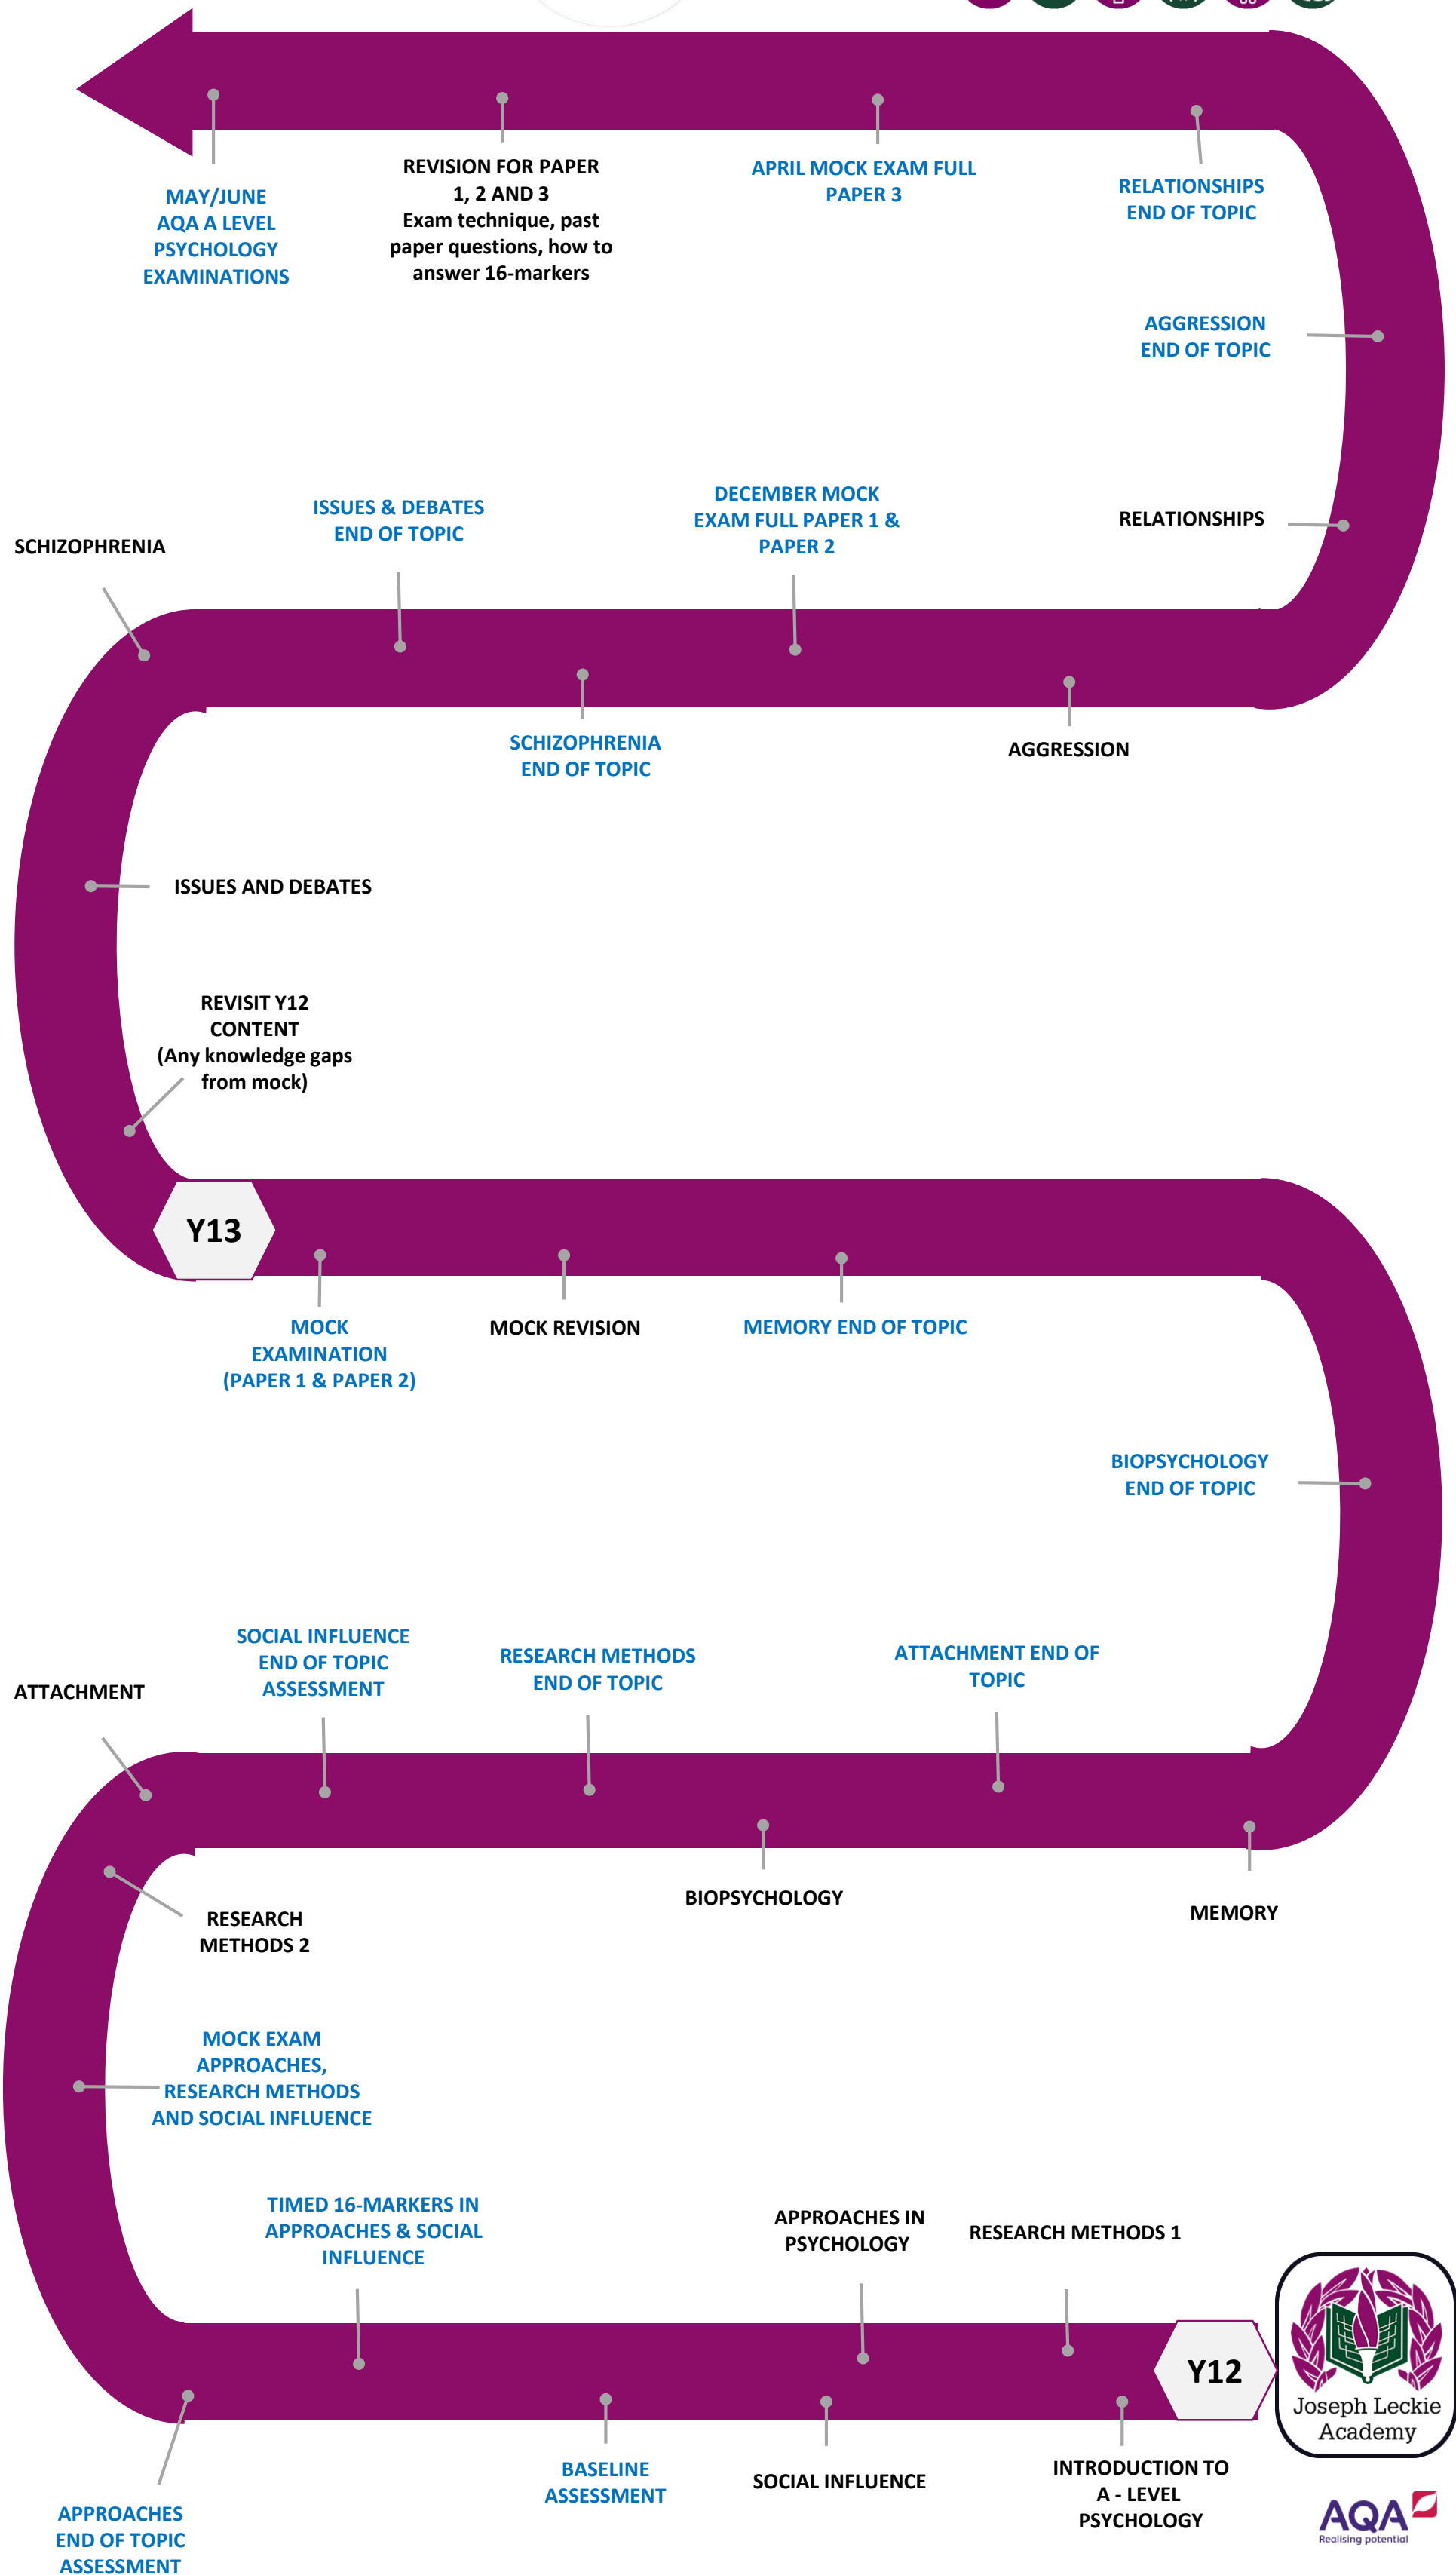 MAY/JUNE
AQA A LEVEL
PSYCHOLOGY
EXAMINATIONS
REVISION FOR PAPER
1, 2 AND 3
Exam technique, past
paper questions, how to
answer 16-markers
APRIL MOCK EXAM FULL
PAPER 3
RELATIONSHIPS
END OF TOPIC
AGGRESSION
END OF TOPIC
SCHIZOPHRENIA
ISSUES & DEBATES
END OF TOPIC
DECEMBER MOCK
EXAM FULL PAPER 1 &
PAPER 2
RELATIONSHIPS
SCHIZOPHRENIA
END OF TOPIC
AGGRESSION
ISSUES AND DEBATES
REVISIT Y12
CONTENT
(Any knowledge gaps
from mock)
Y13
MOCK
EXAMINATION
(PAPER 1 & PAPER 2)
MOCK REVISION
MEMORY END OF TOPIC
BIOPSYCHOLOGY
END OF TOPIC
ATTACHMENT
SOCIAL INFLUENCE
END OF TOPIC
ASSESSMENT
RESEARCH METHODS
END OF TOPIC
ATTACHMENT END OF
TOPIC
RESEARCH
METHODS 2
BIOPSYCHOLOGY
MEMORY
MOCK EXAM
APPROACHES,
RESEARCH METHODS
AND SOCIAL INFLUENCE
TIMED 16-MARKERS IN
APPROACHES & SOCIAL
INFLUENCE
APPROACHES IN
PSYCHOLOGY
RESEARCH METHODS 1
Y12
Joseph Leckie
Academy
APPROACHES
END OF TOPIC
ASSESSMENT
BASELINE
ASSESSMENT
SOCIAL INFLUENCE
INTRODUCTION TO
A - LEVEL
PSYCHOLOGY
AQA
Realising potential